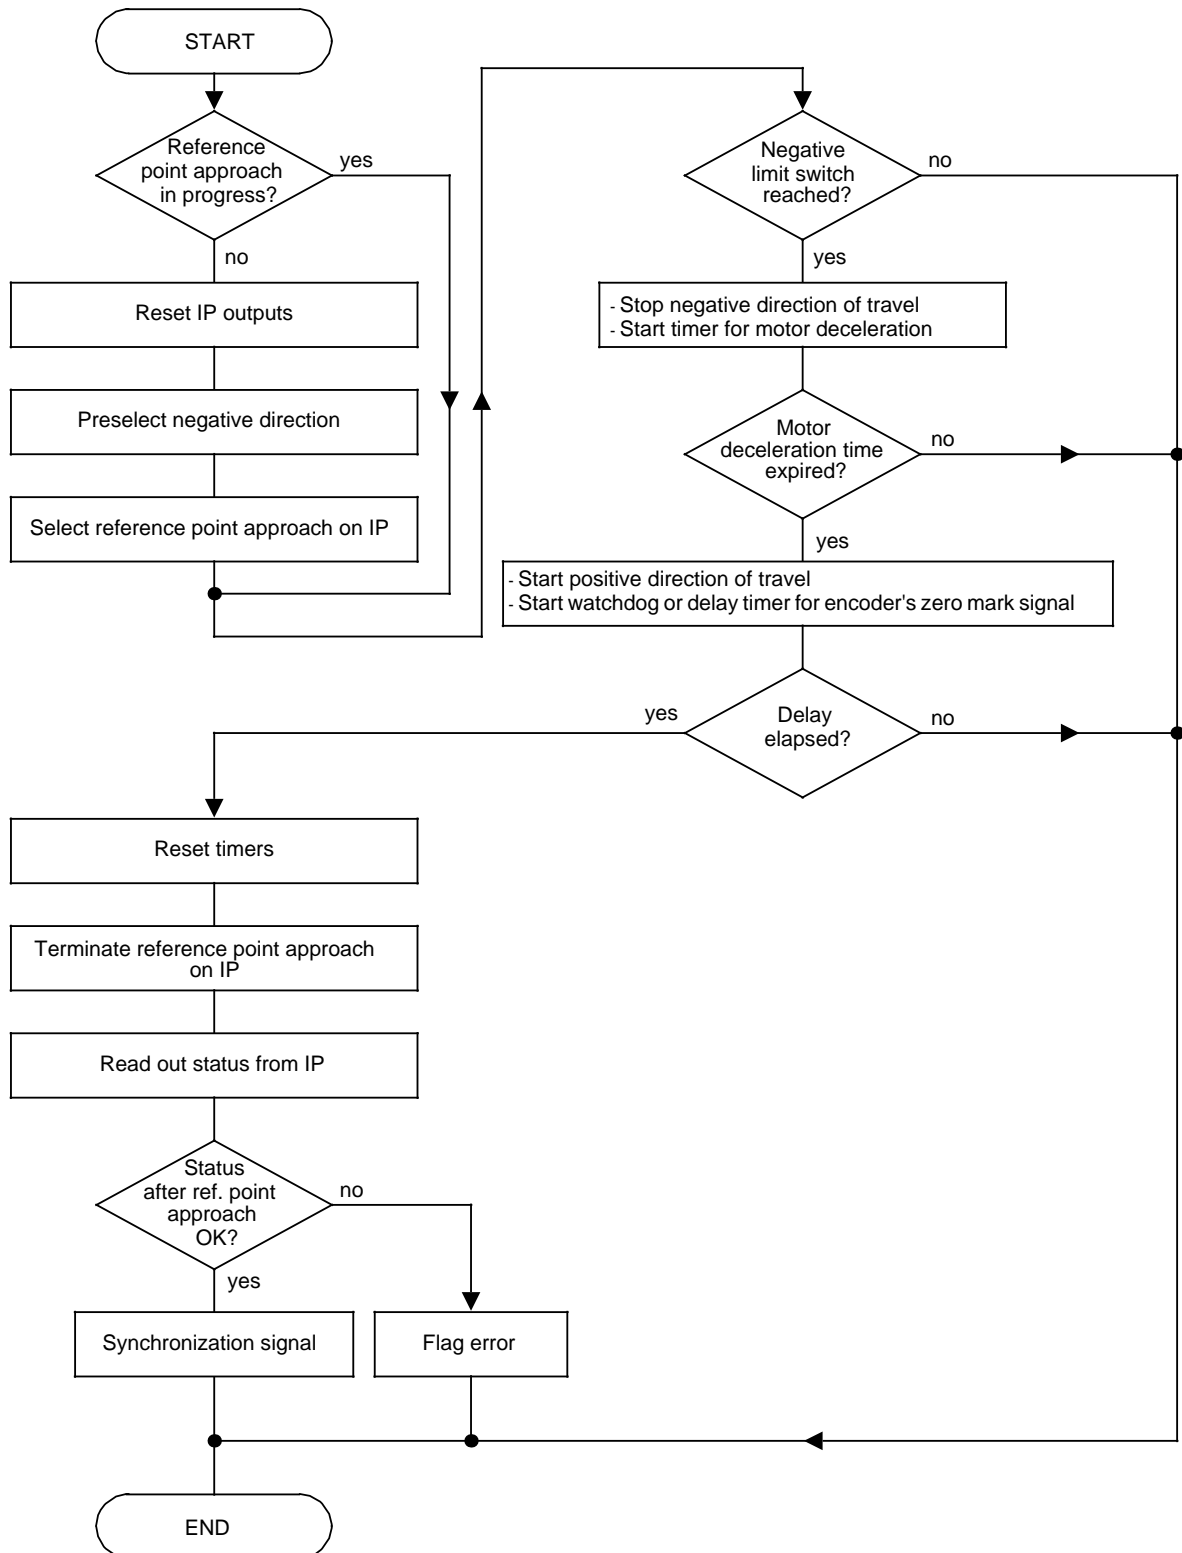 START
Reference
point approach
in progress?
yes
no
Reset IP outputs
Preselect negative direction
Select reference point approach on IP
Negative
limit switch
reached?
no
yes
- Stop negative direction of travel
- Start timer for motor deceleration
Motor
deceleration time
expired?
no
yes
- Start positive direction of travel
- Start watchdog or delay timer for encoder's zero mark signal
Delay
elapsed?
yes
no
Reset timers
Terminate reference point approach
on IP
Read out status from IP
Status
after ref. point
approach
OK?
no
yes
Synchronization signal
Flag error
END